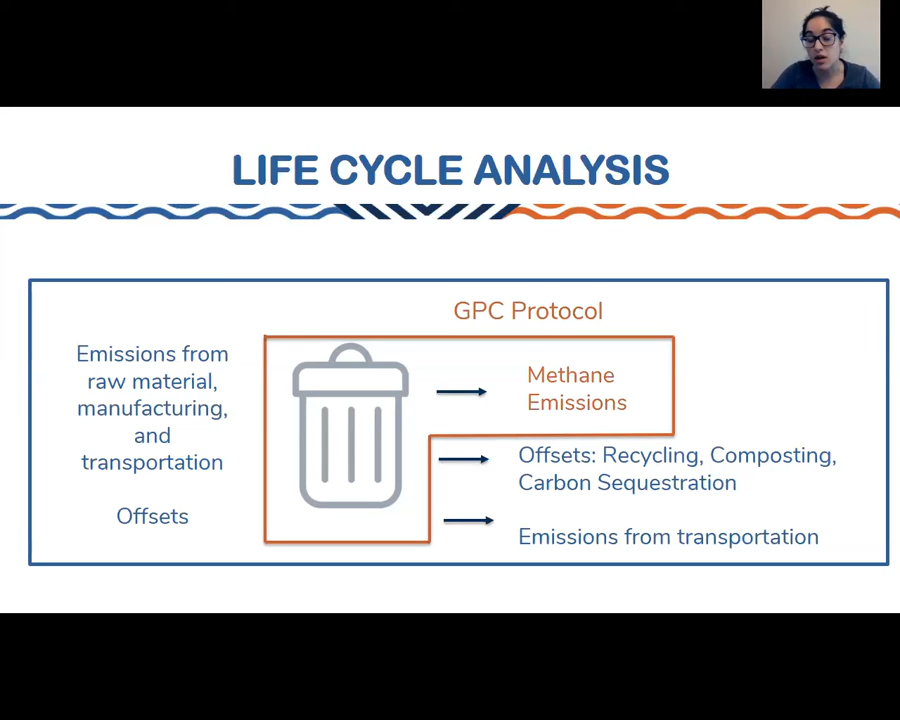 LIFE CYCLE ANALYSIS
GPC Protocol
Emissions from
raw material,
manufacturing,
and
transportation
Offsets
Methane
Emissions
Offsets: Recycling, Composting,
Carbon Sequestration
Emissions from transportation